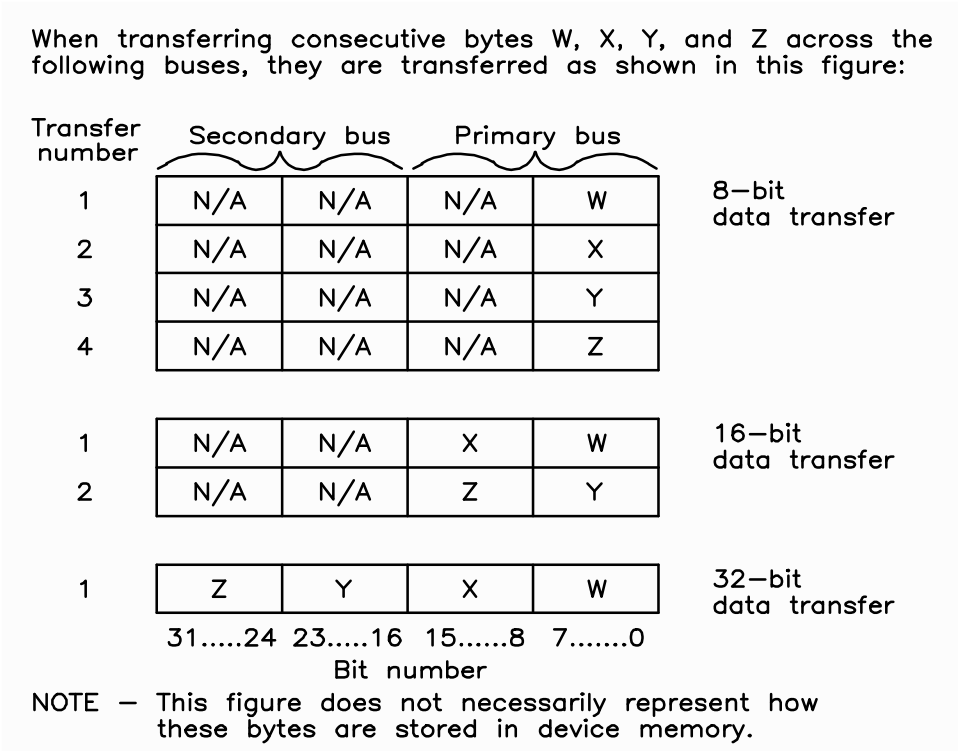 When transferring consecutive bytes W, X, Y, and Z across the
following buses, they are transferred as shown in this figure:
Transfer
number
Secondary bus Primary bus
1 N/A N/A N/A W 8-bit
data transfer
2 N/A N/A N/A X
3 N/A N/A N/A Y
4 N/A N/A N/A Z
1 N/A N/A X W 16-bit
data transfer
2 N/A N/A Z Y
1 Z Y X W 32-bit
data transfer
31.....24 23.....16 15......8 7.......0
Bit number
NOTE – This figure does not necessarily represent how
these bytes are stored in device memory.